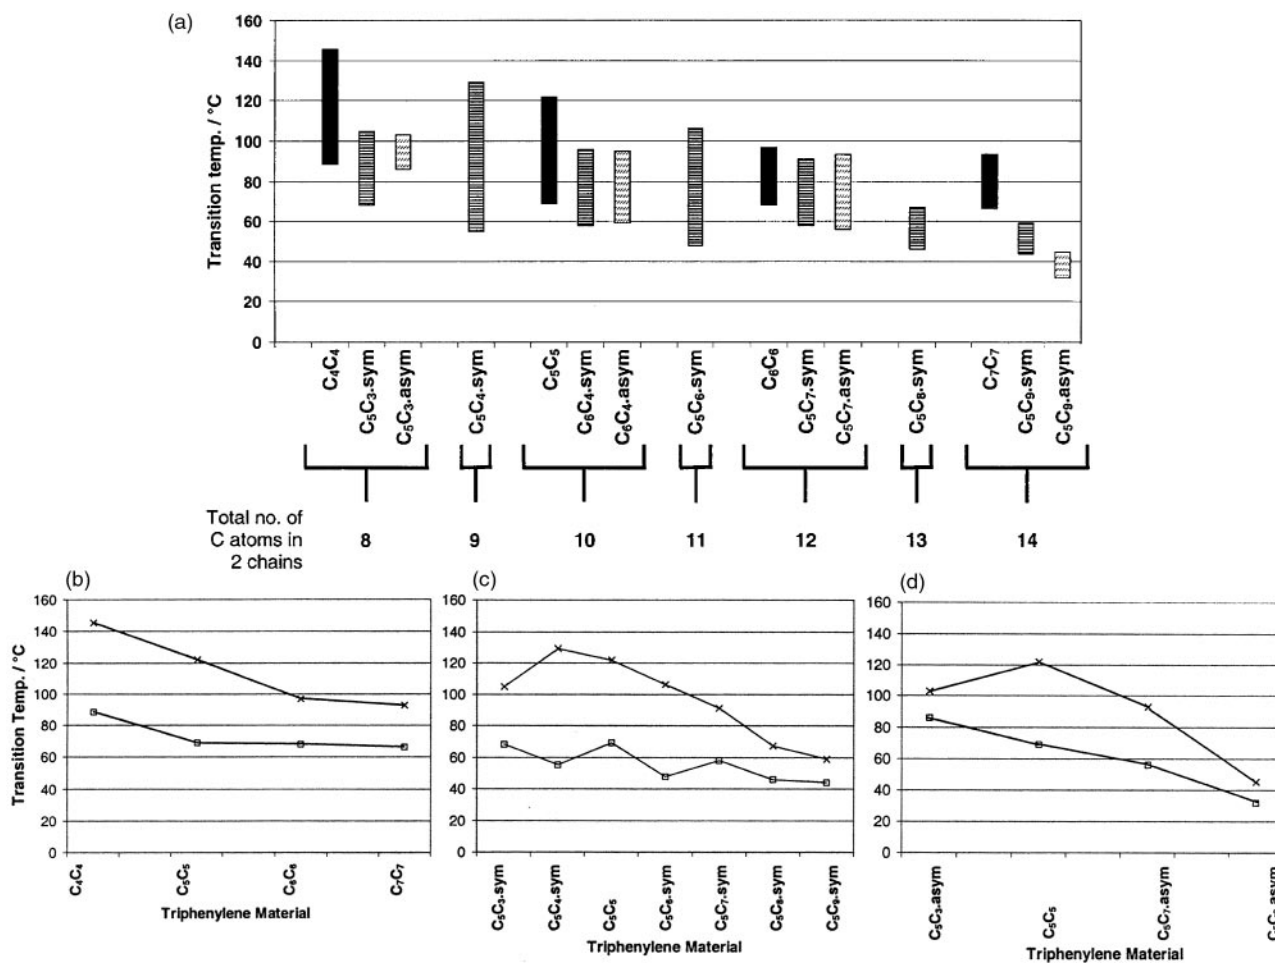 (a)
Transition temp. / °C
160
140
120
100
80
60
40
20
0
C₄C₄
C₅C₃.sym
C₅C₃.asym
C₅C₄.sym
C₅C₅
C₆C₄.sym
C₆C₄.asym
C₅C₆.sym
C₆C₆
C₅C₇.sym
C₅C₇.asym
C₅C₈.sym
C₇C₇
C₅C₉.sym
C₅C₉.asym
Total no. of
C atoms in
2 chains
8 9 10 11 12 13 14
(b)
Transition Temp. / °C
160
140
120
100
80
60
40
20
0
C₄C₄
C₅C₅
C₆C₆
C₇C₇
Triphenylene Material
(c)
160
140
120
100
80
60
40
20
0
C₅C₃.sym
C₅C₄.sym
C₅C₅
C₅C₆.sym
C₅C₇.sym
C₅C₈.sym
C₅C₉.sym
Triphenylene Material
(d)
160
140
120
100
80
60
40
20
0
C₅C₃.asym
C₅C₅
C₅C₇.asym
Triphenylene Material